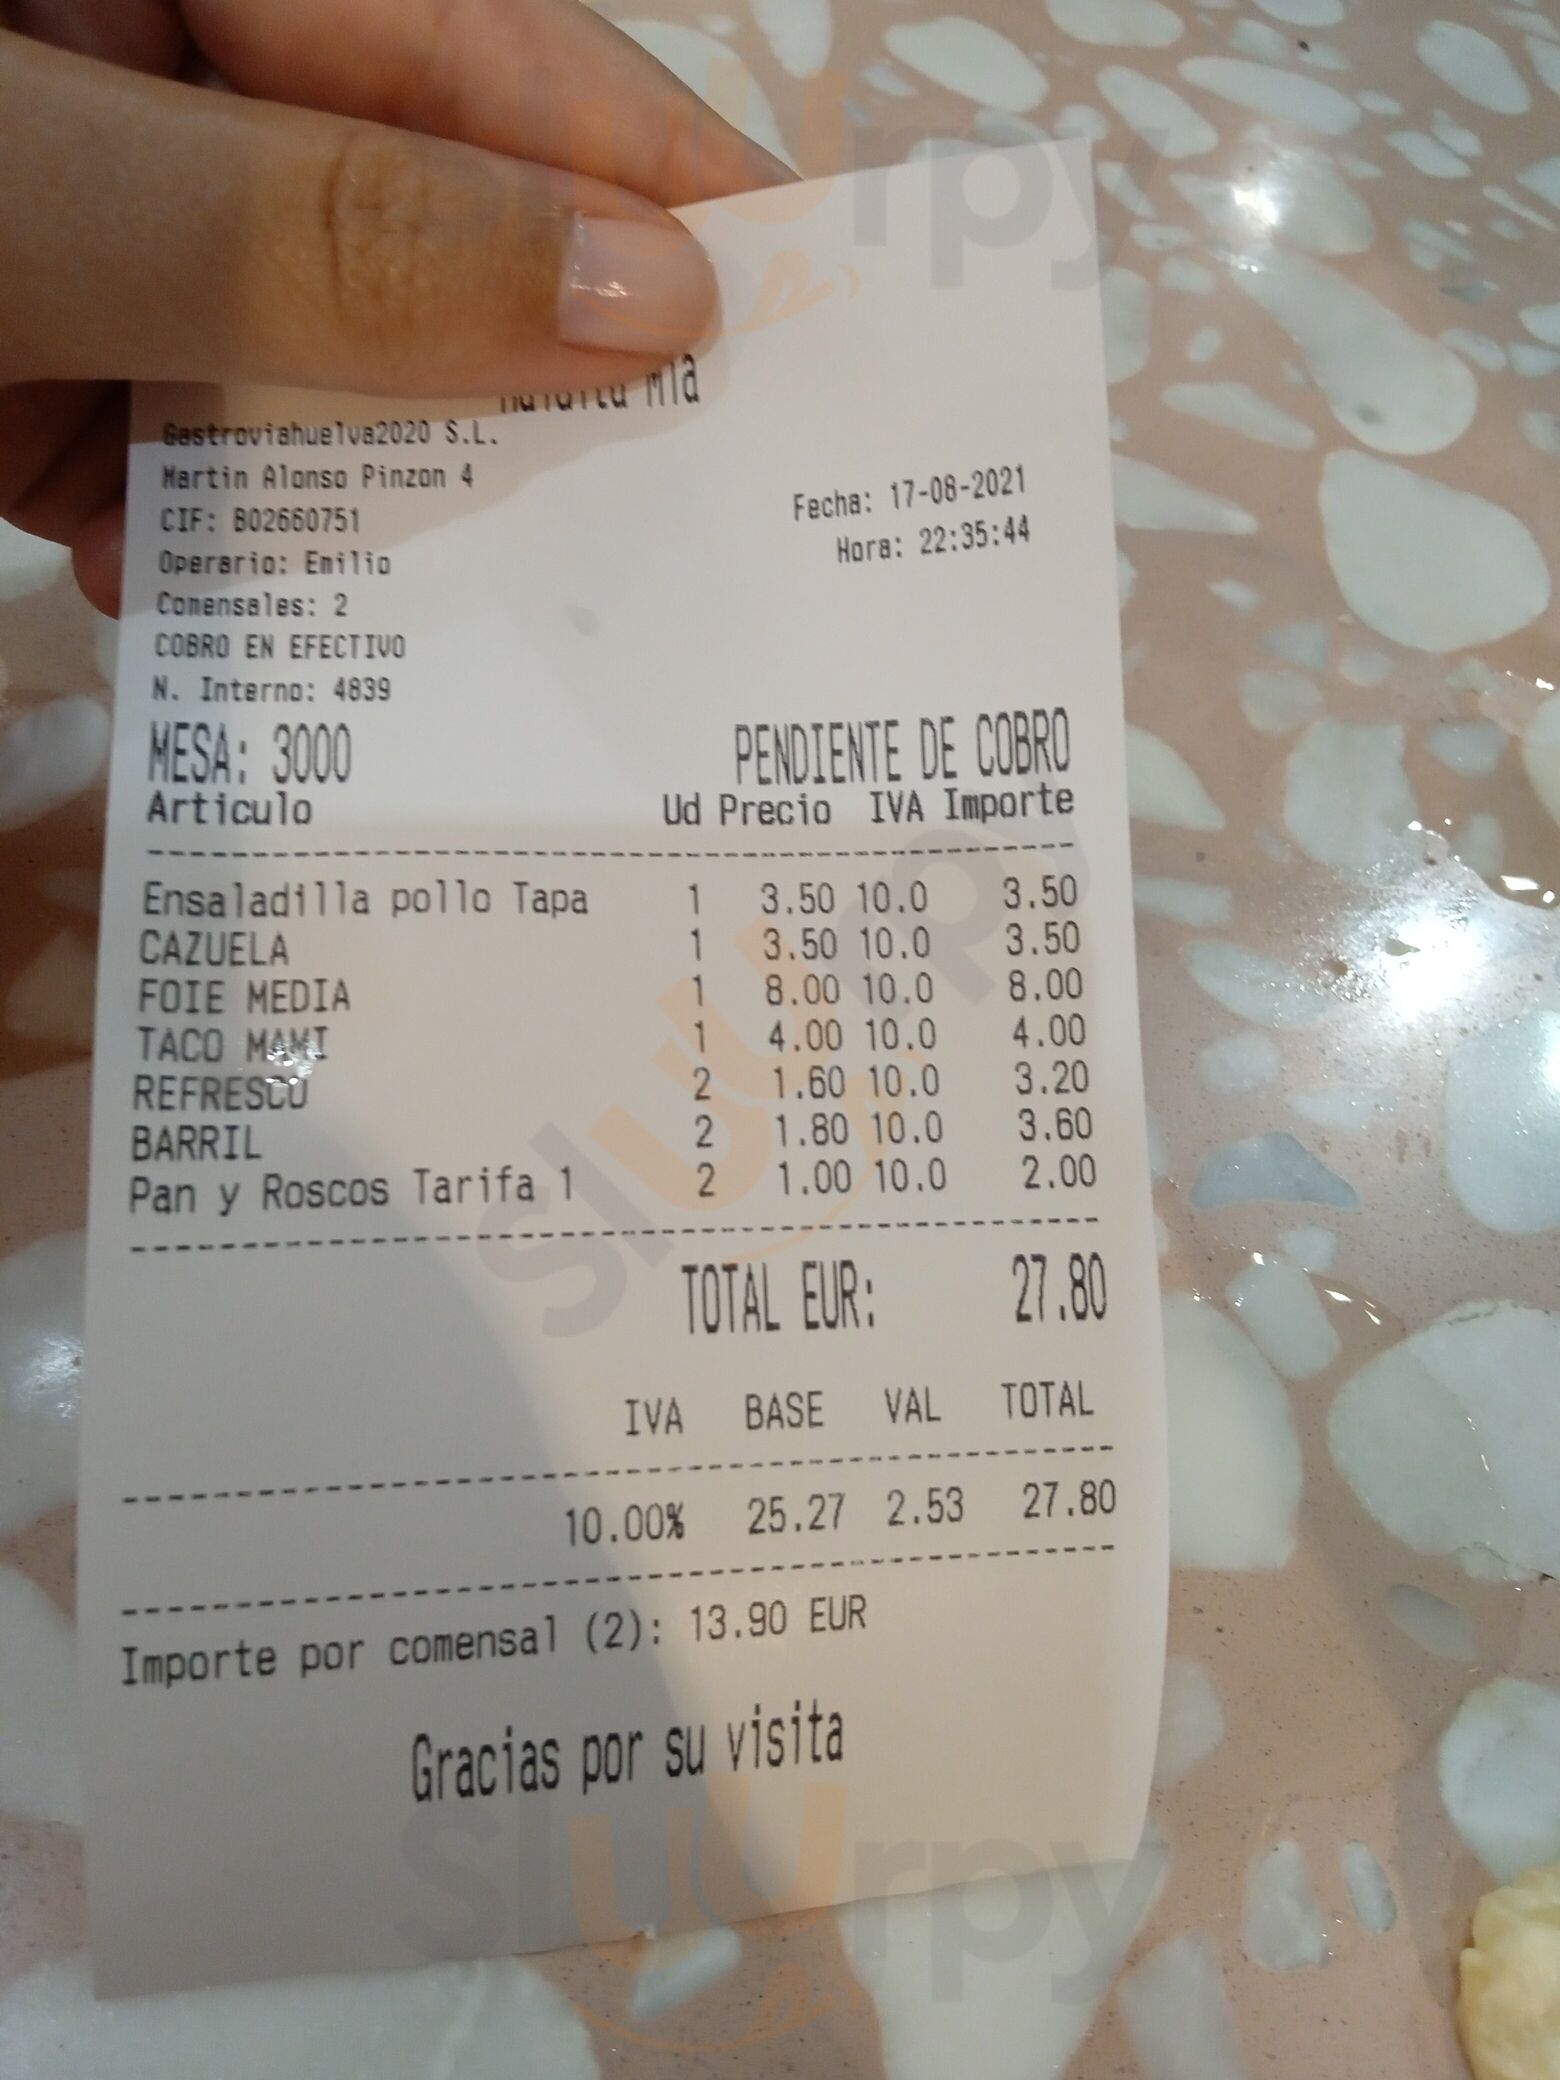 Mia
Gastroviahuelva2020 S.L.
Martin Alonso Pinzon 4
CIF: B02660751
Fecha: 17-08-2021
Operario: Emilio
Hora: 22:35:44
Comensales: 2
COBRO EN EFECTIVO
N. Interno: 4839
MESA: 3000 PENDIENTE DE COBRO
Articulo Ud Precio IVA Importe
Ensaladilla pollo Tapa 1 3.50 10.0 3.50
CAZUELA 1 3.50 10.0 3.50
FOIE MEDIA 1 8.00 10.0 8.00
TACO MAMI 1 4.00 10.0 4.00
REFRESCO 2 1.60 10.0 3.20
BARRIL 2 1.80 10.0 3.60
Pan y Roscos Tarifa 1 2 1.00 10.0 2.00
TOTAL EUR: 27.80
IVA BASE VAL TOTAL
10.00% 25.27 2.53 27.80
Importe por comensal (2): 13.90 EUR
Gracias por su visita
sluurpy
sluurpy
sluurpy